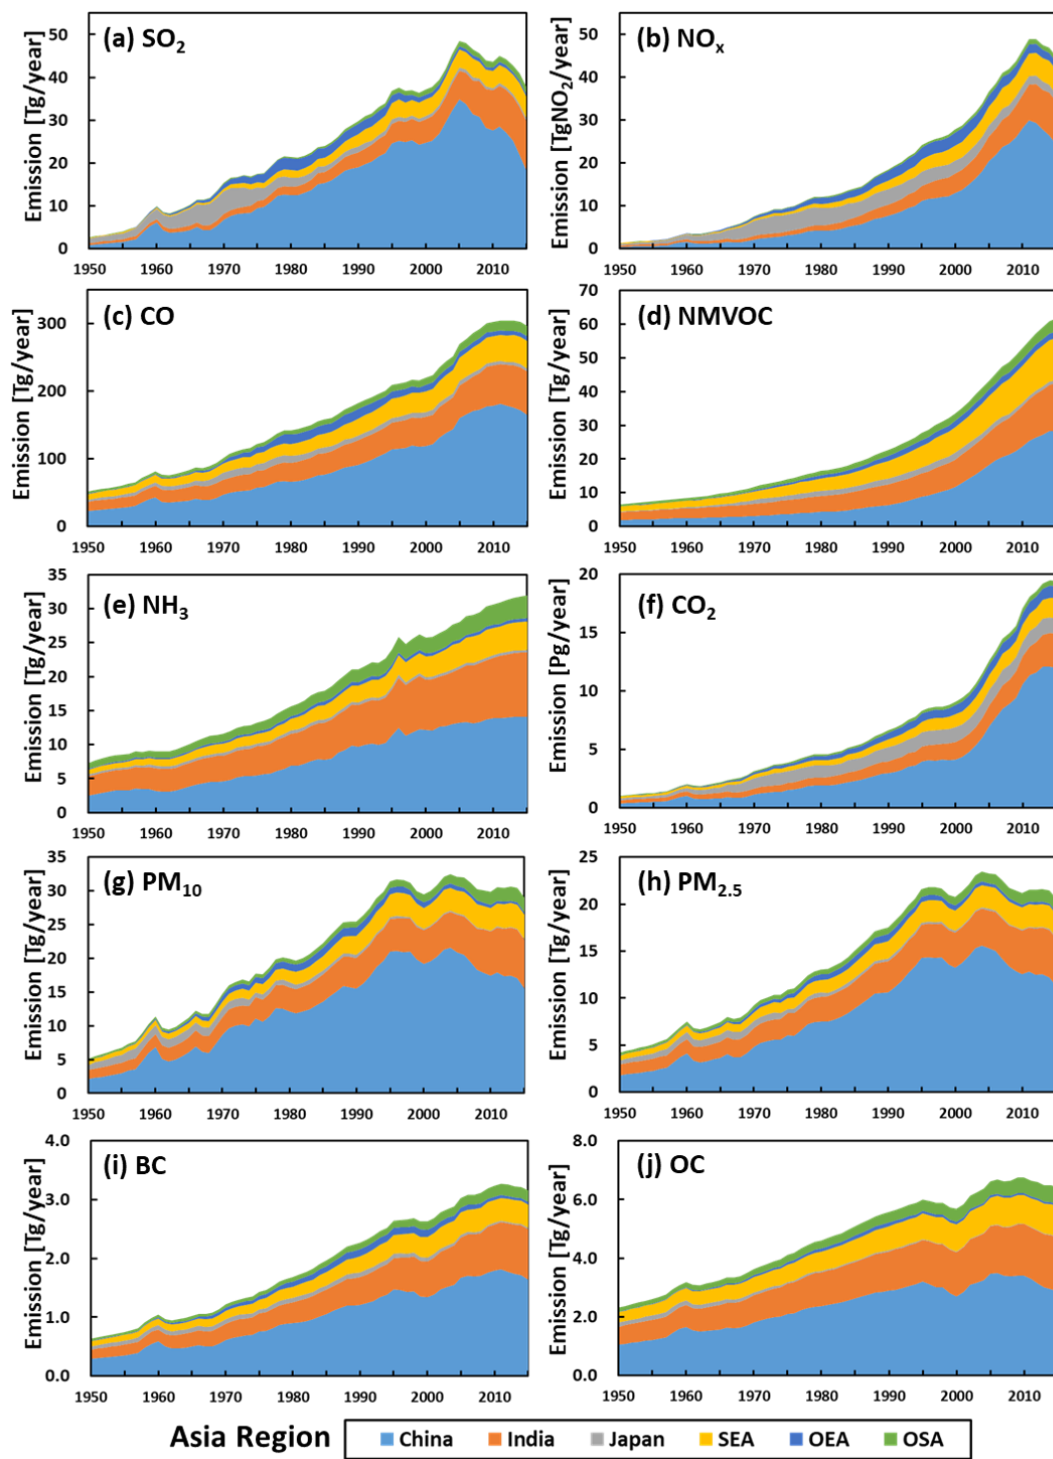 (a) SO2
Emission [Tg/year]
50
40
30
20
10
0
1950 1960 1970 1980 1990 2000 2010
(b) NOx
Emission [TgNO2/year]
50
40
30
20
10
0
1950 1960 1970 1980 1990 2000 2010
(c) CO
Emission [Tg/year]
300
200
100
0
1950 1960 1970 1980 1990 2000 2010
(d) NMVOC
Emission [Tg/year]
70
60
50
40
30
20
10
0
1950 1960 1970 1980 1990 2000 2010
(e) NH3
Emission [Tg/year]
35
30
25
20
15
10
5
0
1950 1960 1970 1980 1990 2000 2010
(f) CO2
Emission [Pg/year]
20
15
10
5
0
1950 1960 1970 1980 1990 2000 2010
(g) PM10
Emission [Tg/year]
35
30
25
20
15
10
5
0
1950 1960 1970 1980 1990 2000 2010
(h) PM2.5
Emission [Tg/year]
25
20
15
10
5
0
1950 1960 1970 1980 1990 2000 2010
(i) BC
Emission [Tg/year]
4.0
3.0
2.0
1.0
0.0
1950 1960 1970 1980 1990 2000 2010
(j) OC
Emission [Tg/year]
8.0
6.0
4.0
2.0
0.0
1950 1960 1970 1980 1990 2000 2010
Asia Region China India Japan SEA OEA OSA